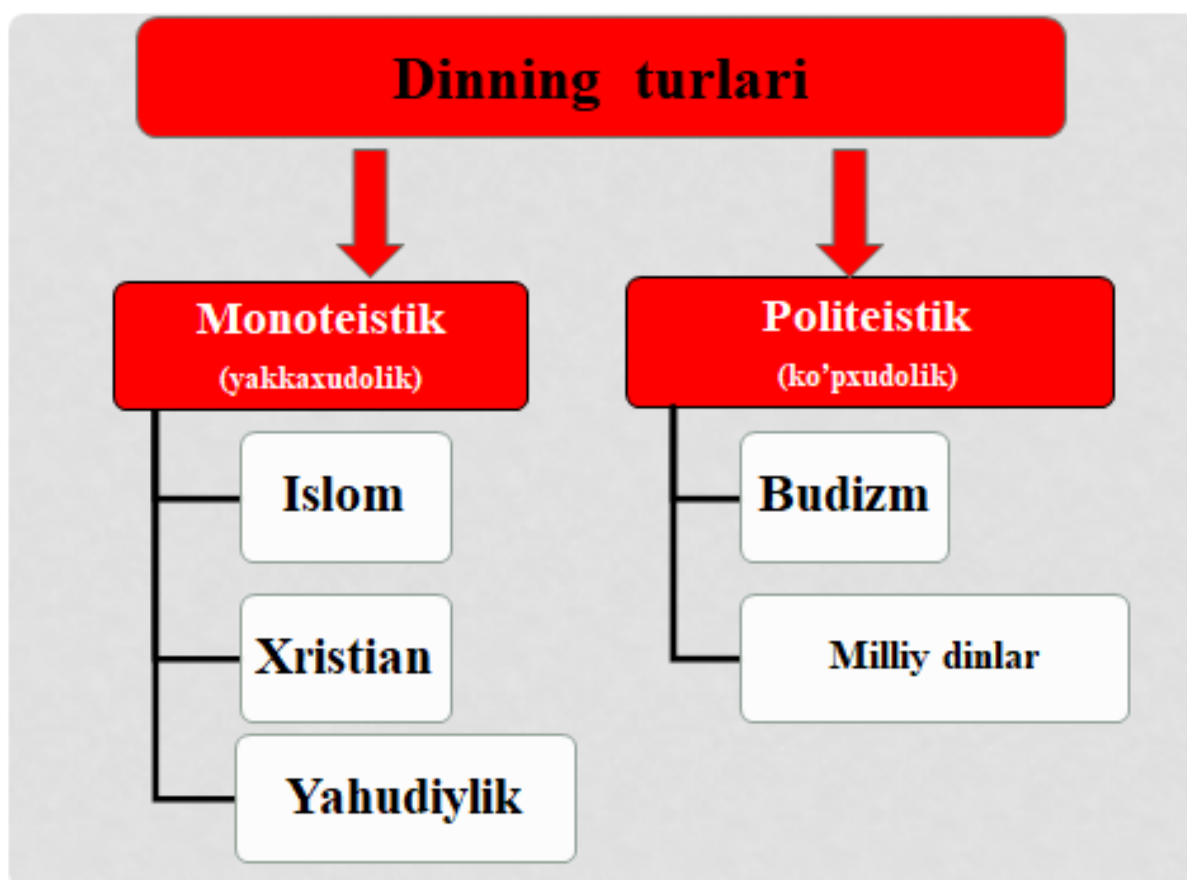 Dinning turlari
Monoteistik
(yakkaxudolik)
Islom
Xristian
Yahudiylik
Politeistik
(ko’pxudolik)
Budizm
Milliy dinlar